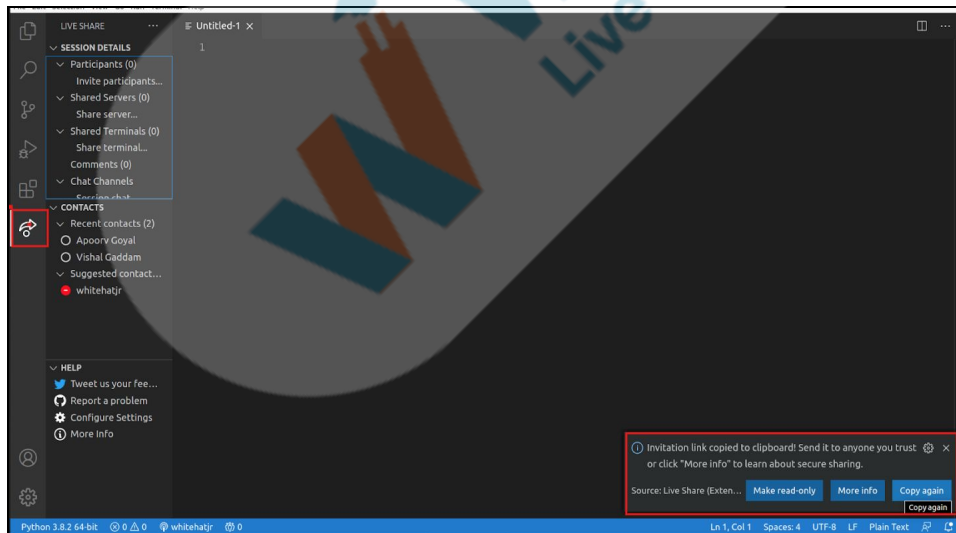 LIVE SHARE ...
Untitled-1
SESSION DETAILS
1
Participants (0)
Invite participants...
Shared Servers (0)
Share server...
Shared Terminals (0)
Share terminal...
Comments (0)
Chat Channels
Session chat
CONTACTS
Recent contacts (2)
Apoorv Goyal
Vishal Gaddam
Suggested contact...
whitehatjr
HELP
Tweet us your fee...
Report a problem
Configure Settings
More Info
Live
Invitation link copied to clipboard! Send it to anyone you trust
or click "More info" to learn about secure sharing.
Source: Live Share (Exten... Make read-only More info Copy again
Copy again
Python 3.8.2 64-bit 0 0 whitehatjr 0 Ln 1, Col 1 Spaces: 4 UTF-8 LF Plain Text